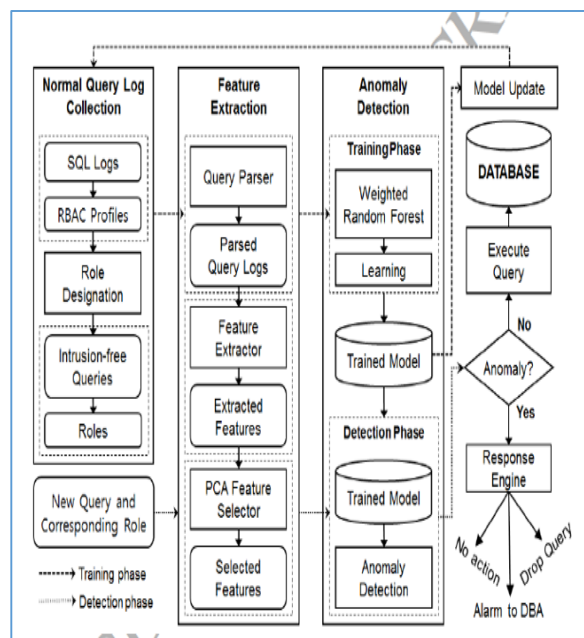 Normal Query Log
Collection
SQL Logs
RBAC Profiles
Role
Designation
Intrusion-free
Queries
Roles
New Query and
Corresponding Role
Training phase
Detection phase
Feature
Extraction
Query Parser
Parsed
Query Logs
Feature
Extractor
Extracted
Features
PCA Feature
Selector
Selected
Features
Anomaly
Detection
Training Phase
Weighted
Random Forest
Learning
Trained Model
Detection Phase
Trained Model
Anomaly
Detection
Model Update
DATABASE
Execute
Query
No
Anomaly?
Yes
Response
Engine
No action
Drop Query
Alarm to DBA